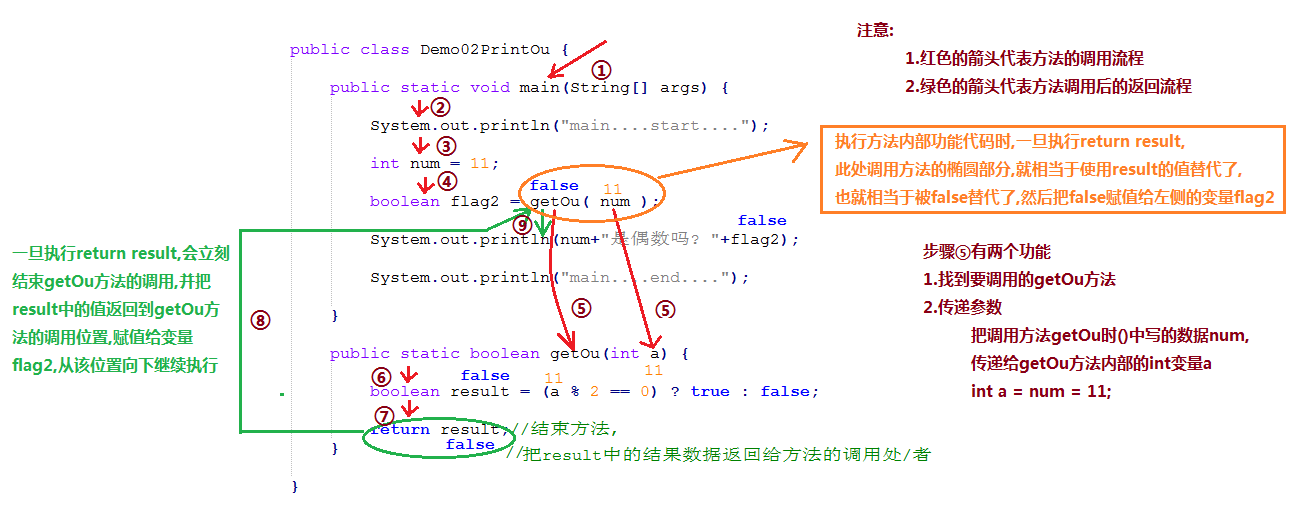 注意:
1.红色的箭头代表方法的调用流程
2.绿色的箭头代表方法调用后的返回流程
public class Demo02PrintOu {
①
public static void main(String[] args) {
②
System.out.println("main....start....");
③
int num = 11;
④
false 11
boolean flag2 = getOu( num );
执行方法内部功能代码时,一旦执行return result,
此处调用方法的椭圆部分,就相当于使用result的值替代了,
也就相当于被false替代了,然后把false赋值给左侧的变量flag2
⑨
false
System.out.println(num+"是偶数吗? "+flag2);
System.out.println("main....end....");
⑤ ⑤
}
一旦执行return result,会立刻
结束getOu方法的调用,并把
result中的值返回到getOu方
法的调用位置,赋值给变量
flag2,从该位置向下继续执行
⑧
步骤⑤有两个功能
1.找到要调用的getOu方法
2.传递参数
把调用方法getOu时()中写的数据num,
传递给getOu方法内部的int变量a
int a = num = 11;
public static boolean getOu(int a) {
11
⑥
false 11
boolean result = (a % 2 == 0) ? true : false;
⑦
return result;//结束方法,
false
} //把result中的结果数据返回给方法的调用处/者
}